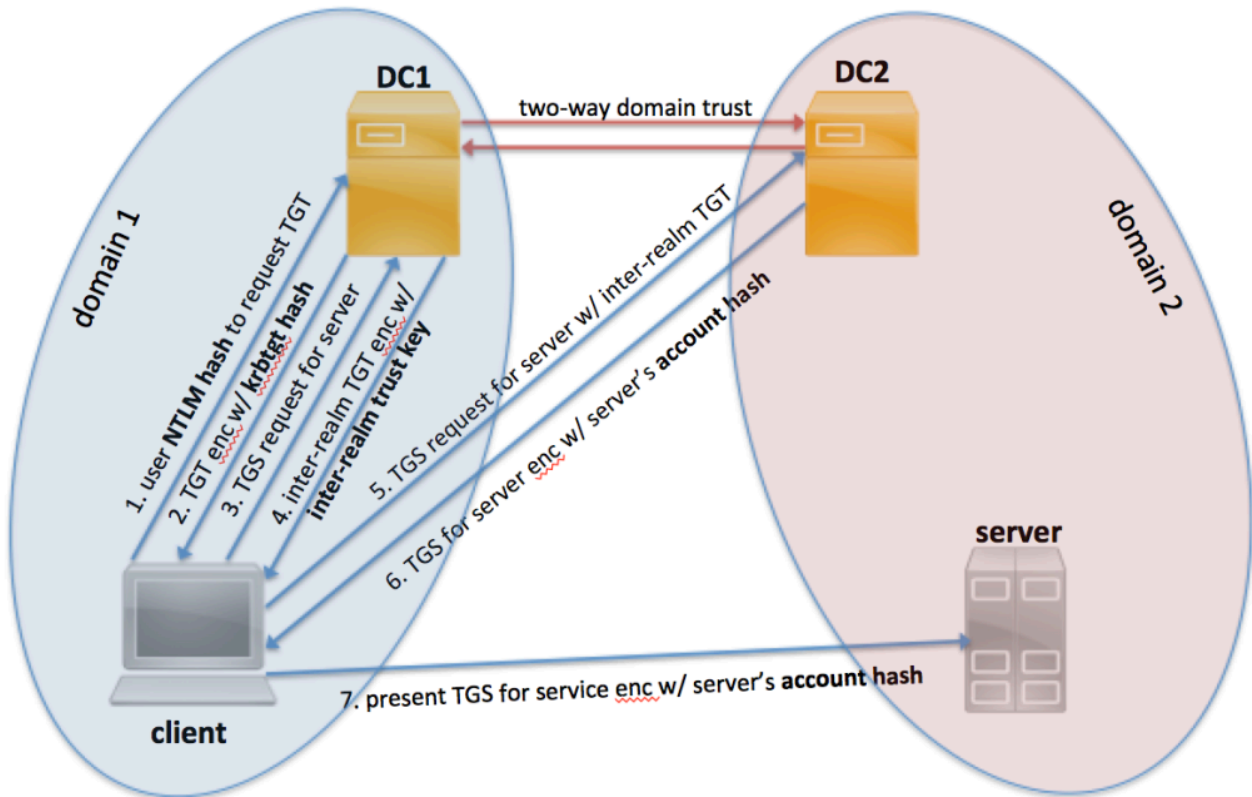 DC1
DC2
two-way domain trust
domain 1
domain 2
1. user NTLM hash to request TGT
2. TGT enc w/ krbtgt hash
3. TGS request for server
4. inter-realm TGT enc w/
inter-realm trust key
5. TGS request for server w/ inter-realm TGT
6. TGS for server enc w/ server’s account hash
server
7. present TGS for service enc w/ server’s account hash
client